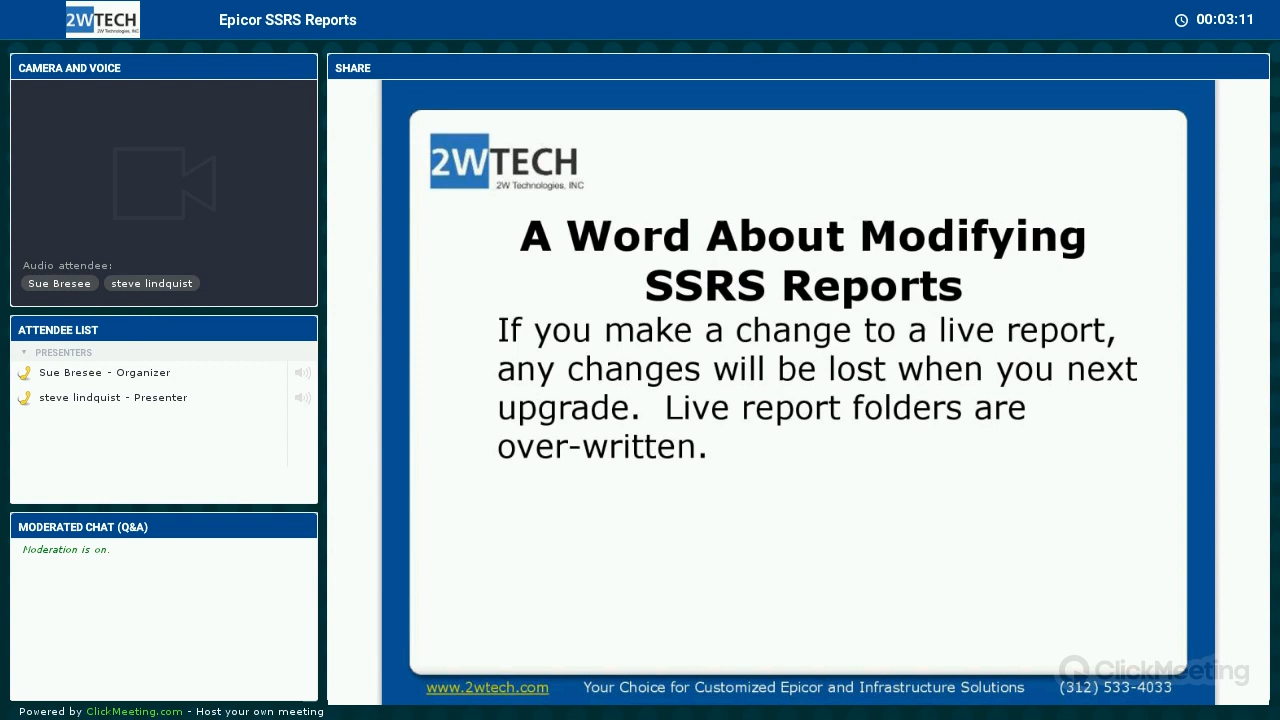 2WTECH
2W Technologies, INC
Epicor SSRS Reports
00:03:11
CAMERA AND VOICE
Audio attendee:
Sue Bresee
steve lindquist
ATTENDEE LIST
PRESENTERS
Sue Bresee - Organizer
steve lindquist - Presenter
MODERATED CHAT (Q&A)
Moderation is on.
SHARE
2WTECH
2W Technologies, INC
A Word About Modifying
SSRS Reports
If you make a change to a live report,
any changes will be lost when you next
upgrade.  Live report folders are
over-written.
ClickMeeting
www.2wtech.com
Your Choice for Customized Epicor and Infrastructure Solutions
(312) 533-4033
Powered by ClickMeeting.com - Host your own meeting